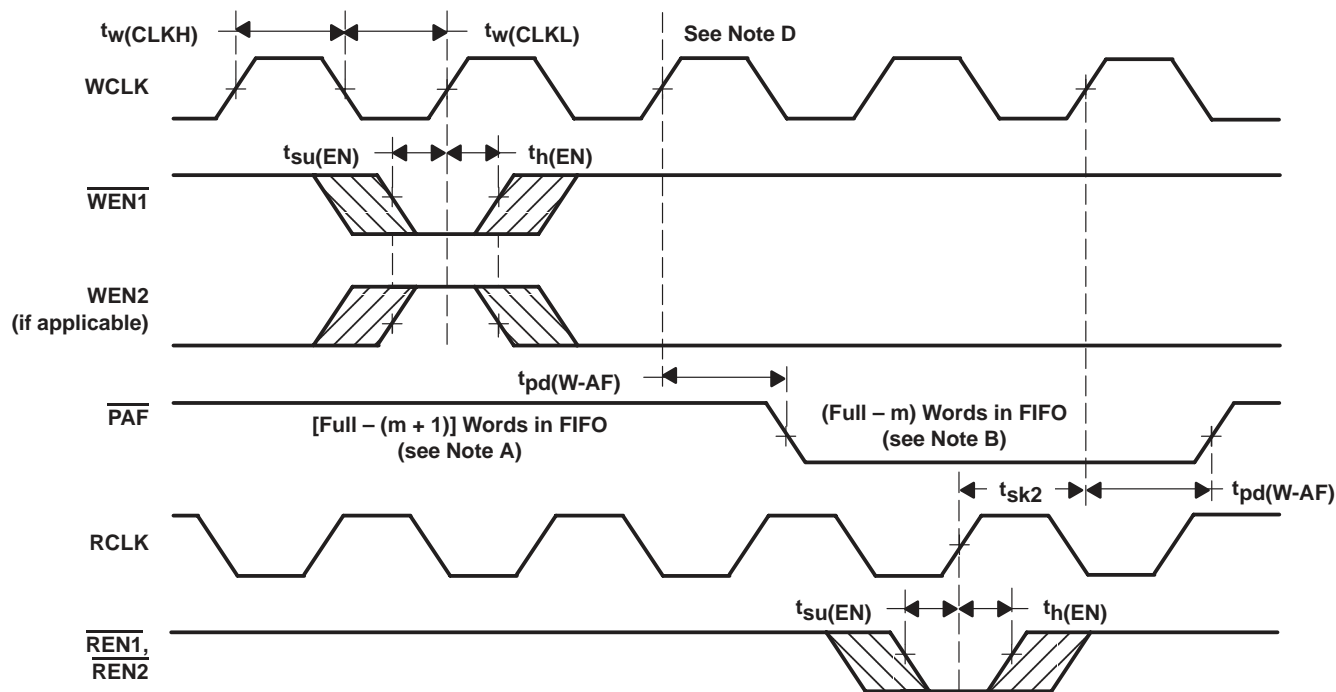 tw(CLKH)
tw(CLKL)
See Note D
WCLK
tsu(EN)
th(EN)
WEN1
WEN2
(if applicable)
tpd(W-AF)
PAF
[Full – (m + 1)] Words in FIFO
(see Note A)
(Full – m) Words in FIFO
(see Note B)
tsk2
tpd(W-AF)
RCLK
tsu(EN)
th(EN)
REN1,
REN2